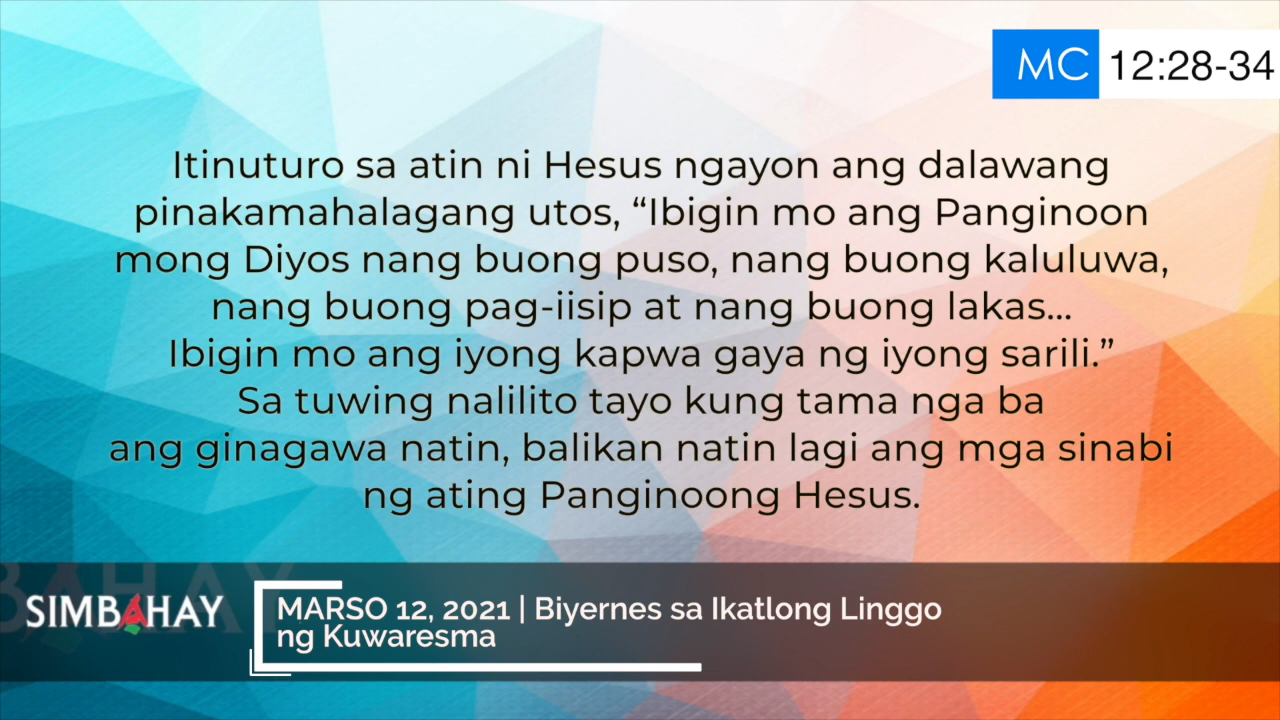 MC 12:28-34
Itinuturo sa atin ni Hesus ngayon ang dalawang
pinakamahalagang utos, “Ibigin mo ang Panginoon
mong Diyos nang buong puso, nang buong kaluluwa,
nang buong pag-iisip at nang buong lakas...
Ibigin mo ang iyong kapwa gaya ng iyong sarili.”
Sa tuwing nalilito tayo kung tama nga ba
ang ginagawa natin, balikan natin lagi ang mga sinabi
ng ating Panginoong Hesus.
SIMBAHAY
MARSO 12, 2021 | Biyernes sa Ikatlong Linggo
ng Kuwaresma